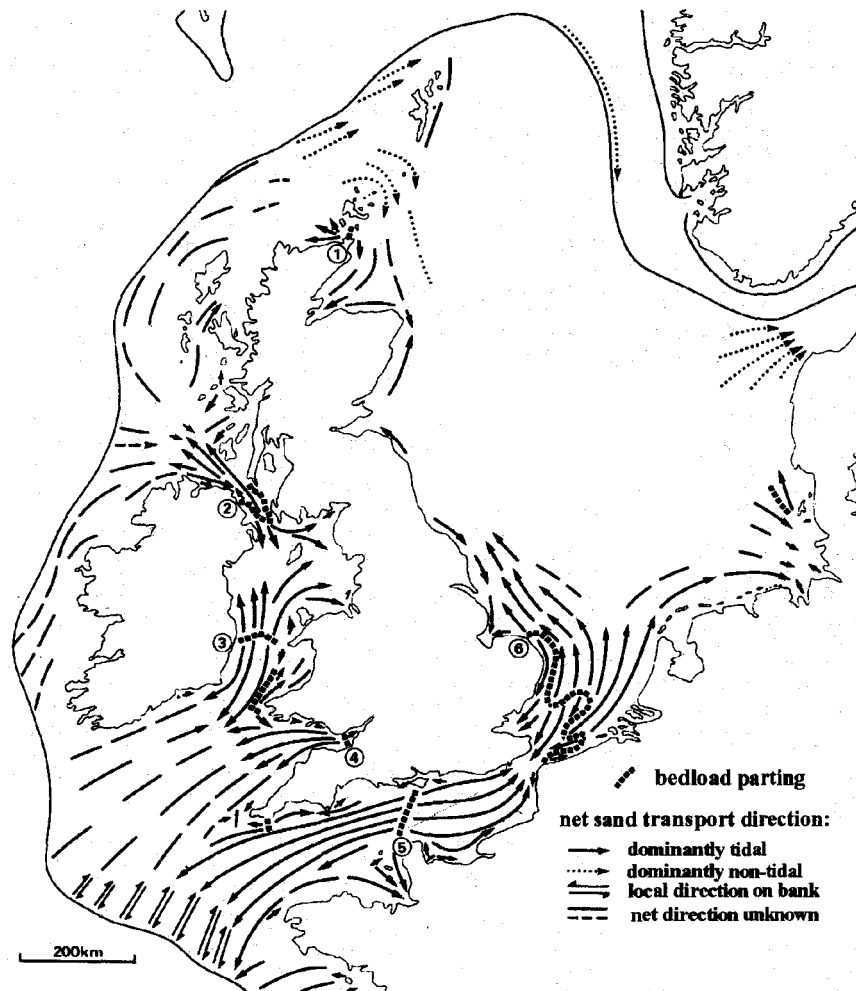 ①
②
③
⑥
④
⑤
bedload parting
net sand transport direction:
dominantly tidal
dominantly non-tidal
local direction on bank
net direction unknown
200km